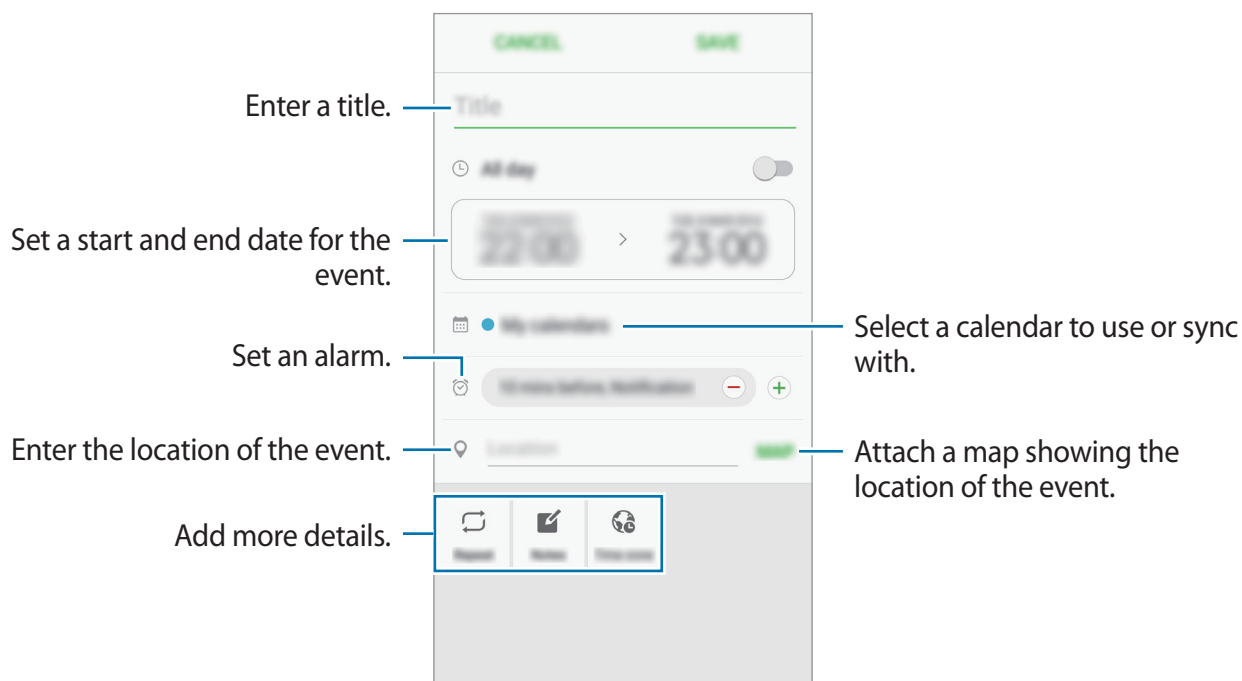 CANCEL
SAVE
Enter a title.
Title
All day
Set a start and end date for the
event.
22:00
23:00
My calendars
Select a calendar to use or sync
with.
Set an alarm.
10 mins before, Notification
Enter the location of the event.
Location
MAP
Attach a map showing the
location of the event.
Add more details.
Repeat
Notes
Time zone